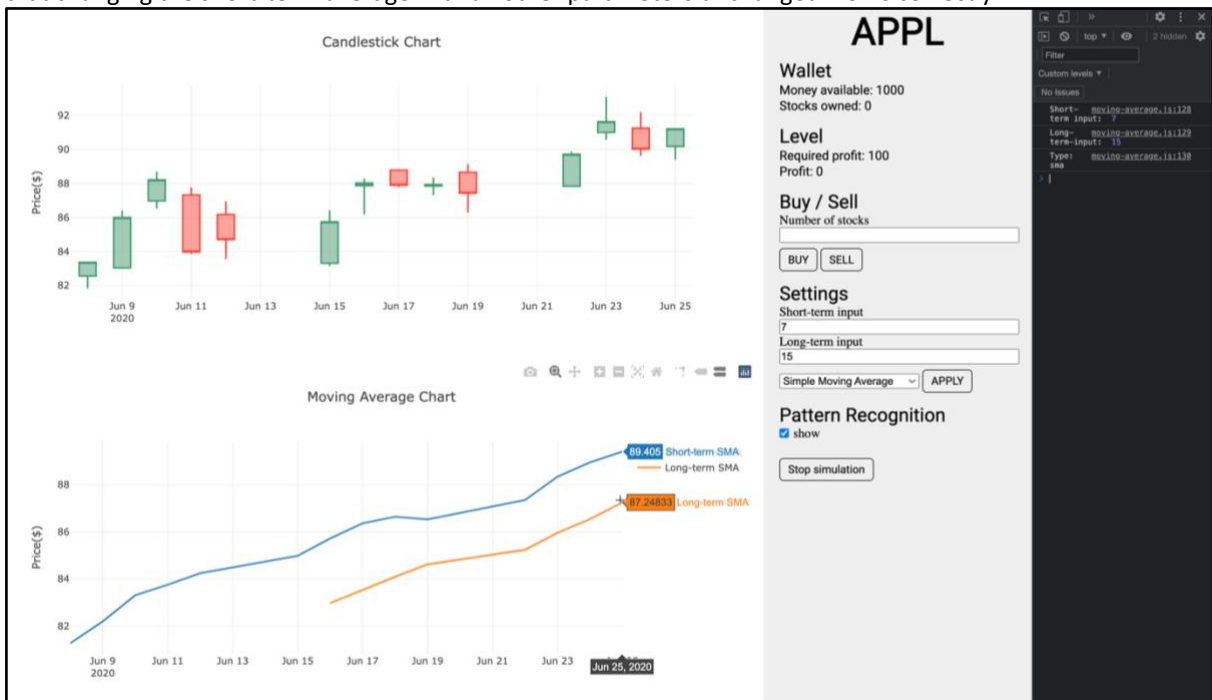 Candlestick Chart
92
90
88
86
84
82
Price($)
Jun 9
2020
Jun 11
Jun 13
Jun 15
Jun 17
Jun 19
Jun 21
Jun 23
Jun 25
Moving Average Chart
89.405 Short-term SMA
Long-term SMA
87.24833 Long-term SMA
88
86
84
82
Price($)
Jun 9
2020
Jun 11
Jun 13
Jun 15
Jun 17
Jun 19
Jun 21
Jun 23
Jun 25, 2020
APPL
Wallet
Money available: 1000
Stocks owned: 0
Level
Required profit: 100
Profit: 0
Buy / Sell
Number of stocks
BUY SELL
Settings
Short-term input
7
Long-term input
15
Simple Moving Average APPLY
Pattern Recognition
show
Stop simulation
top 2 hidden
Filter
Custom levels
No Issues
Short- moving-average.js:128
term input: 7
Long- moving-average.js:129
term-input: 15
Type: moving-average.js:130
sma